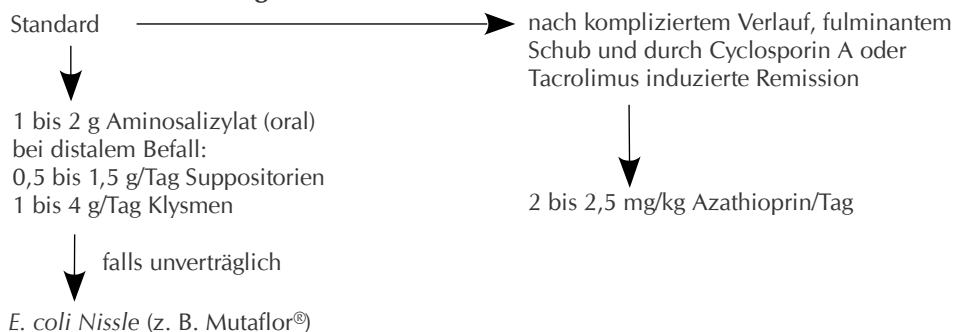 Standard
nach kompliziertem Verlauf, fulminantem
Schub und durch Cyclosporin A oder
Tacrolimus induzierte Remission
1 bis 2 g Aminosalizylat (oral)
bei distalem Befall:
0,5 bis 1,5 g/Tag Suppositorien
1 bis 4 g/Tag Klysmen
2 bis 2,5 mg/kg Azathioprin/Tag
falls unverträglich
E. coli Nissle (z. B. Mutaflor®)